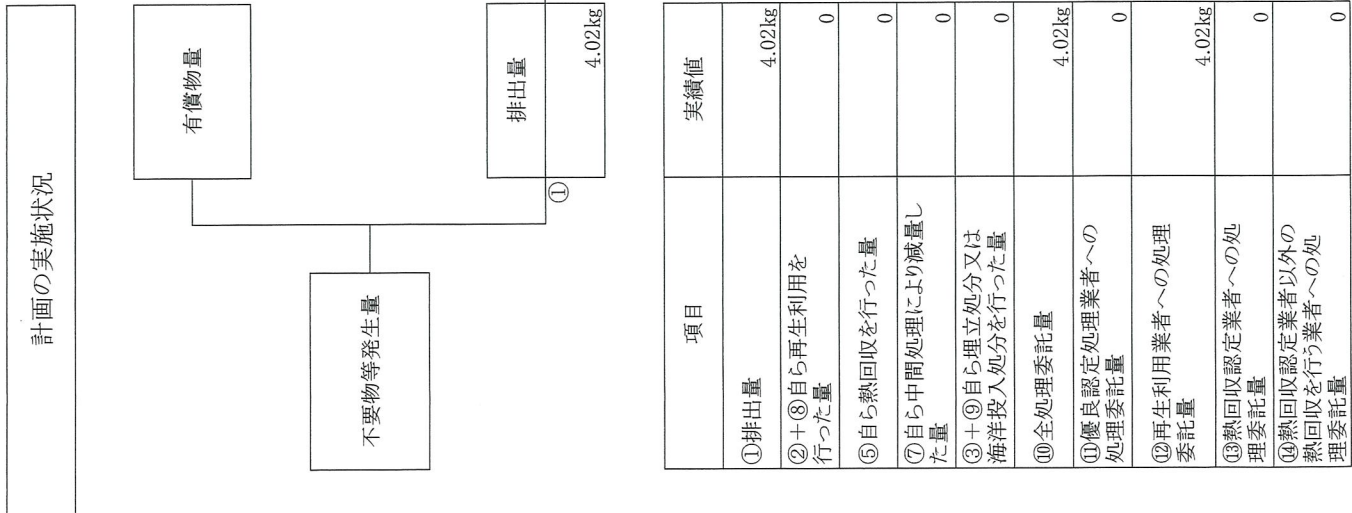 計画の実施状況
有償物量
不要物等発生量
排出量
①
4.02kg
項目
実績値
①排出量
4.02kg
②+⑧自ら再生利用を
行った量
0
⑤自ら熱回収を行った量
0
⑦自ら中間処理により減量し
た量
0
③+⑨自ら埋立処分又は
海洋投入処分を行った量
0
⑩全処理委託量
4.02kg
⑪優良認定処理業者への
処理委託量
0
⑫再生利用業者への処理
委託量
4.02kg
⑬熱回収認定業者への処
理委託量
0
⑭熱回収認定業者以外の
熱回収を行う業者への処
理委託量
0